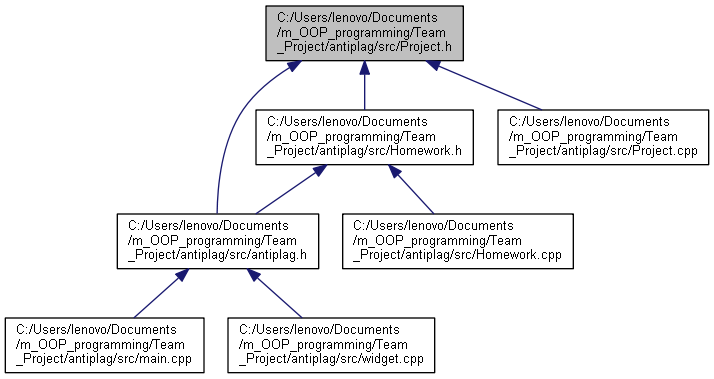 C:/Users/lenovo/Documents
/m_OOP_programming/Team
_Project/antiplag/src/Project.h
C:/Users/lenovo/Documents
/m_OOP_programming/Team
_Project/antiplag/src/Homework.h
C:/Users/lenovo/Documents
/m_OOP_programming/Team
_Project/antiplag/src/Project.cpp
C:/Users/lenovo/Documents
/m_OOP_programming/Team
_Project/antiplag/src/antiplag.h
C:/Users/lenovo/Documents
/m_OOP_programming/Team
_Project/antiplag/src/Homework.cpp
C:/Users/lenovo/Documents
/m_OOP_programming/Team
_Project/antiplag/src/main.cpp
C:/Users/lenovo/Documents
/m_OOP_programming/Team
_Project/antiplag/src/widget.cpp